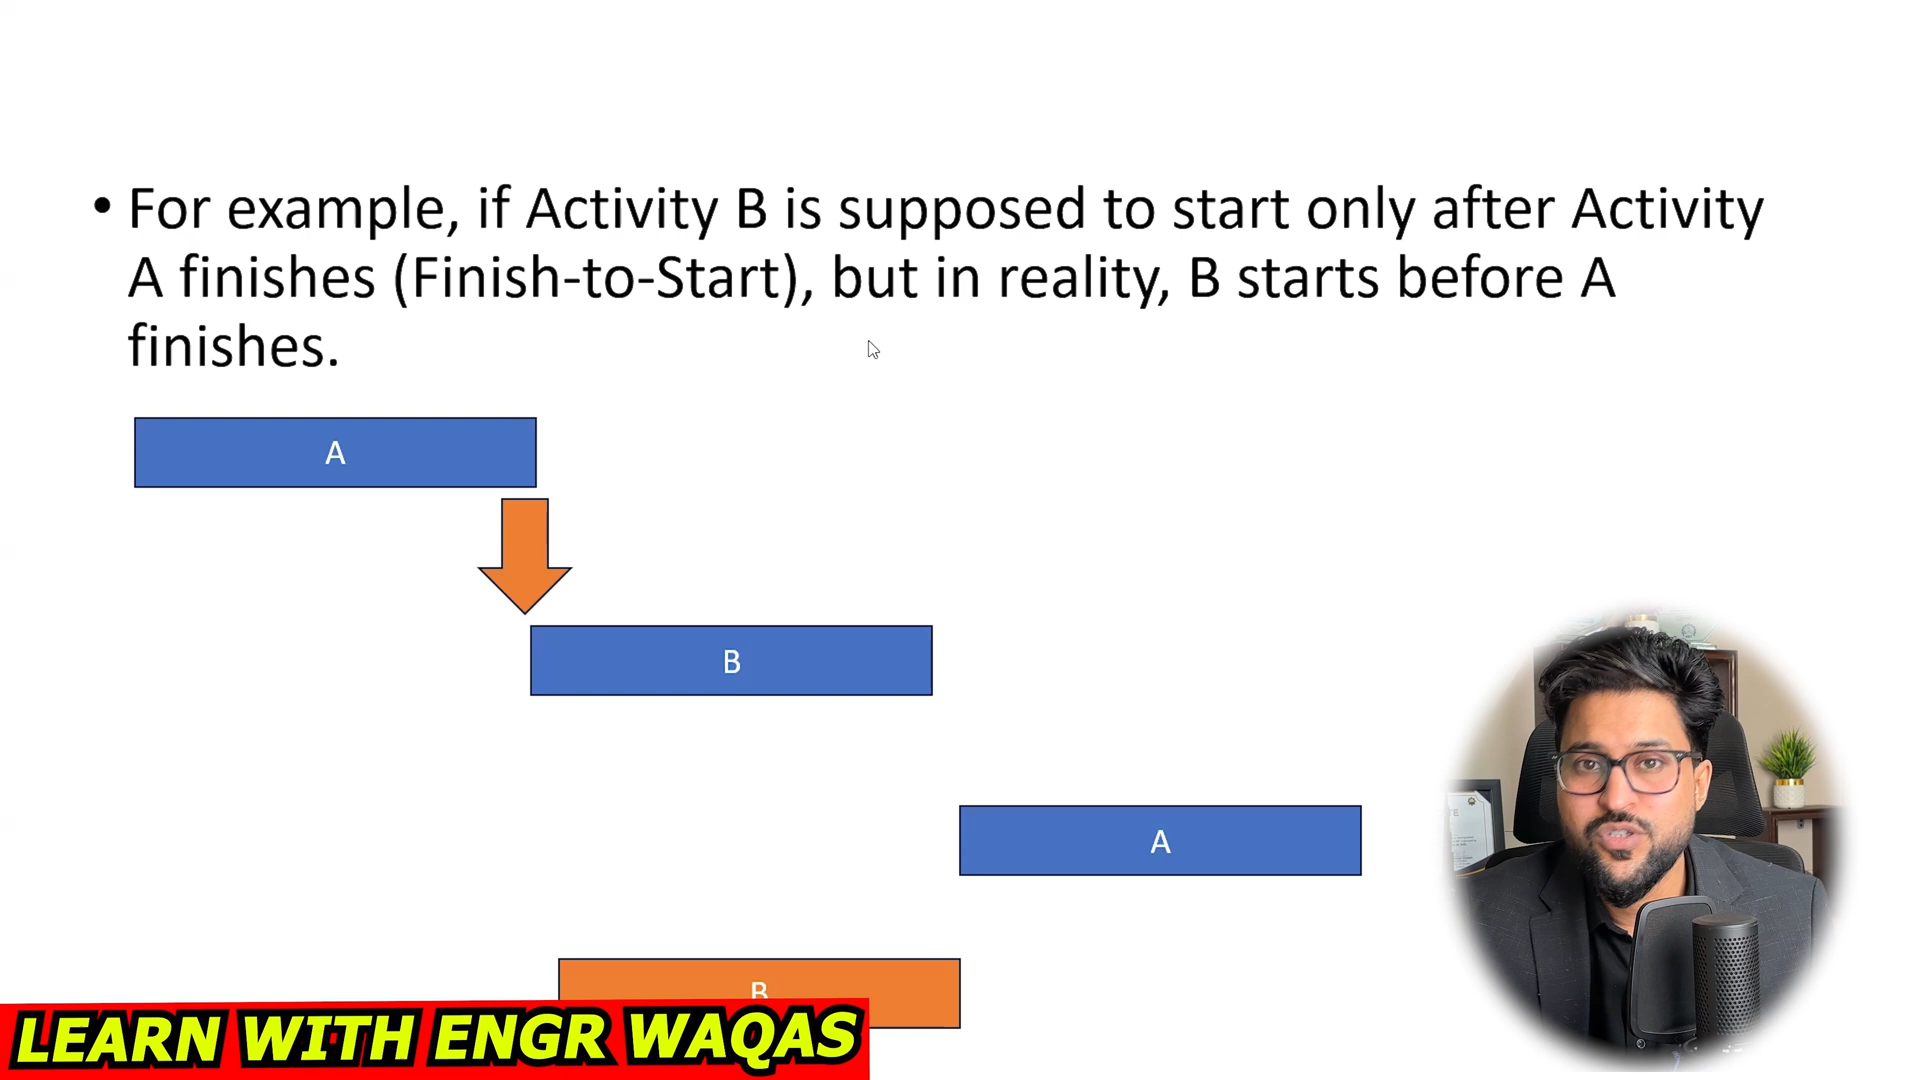 • For example, if Activity B is supposed to start only after Activity
A finishes (Finish-to-Start), but in reality, B starts before A
finishes.
A
B
A
B
LEARN WITH ENGR WAQAS